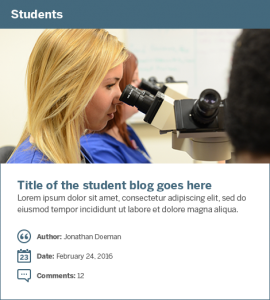 Students
Title of the student blog goes here
Lorem ipsum dolor sit amet, consectetur adipiscing elit, sed do
eiusmod tempor incididunt ut labore et dolore magna aliqua.
Author: Jonathan Doeman
23 Date: February 24, 2016
Comments: 12